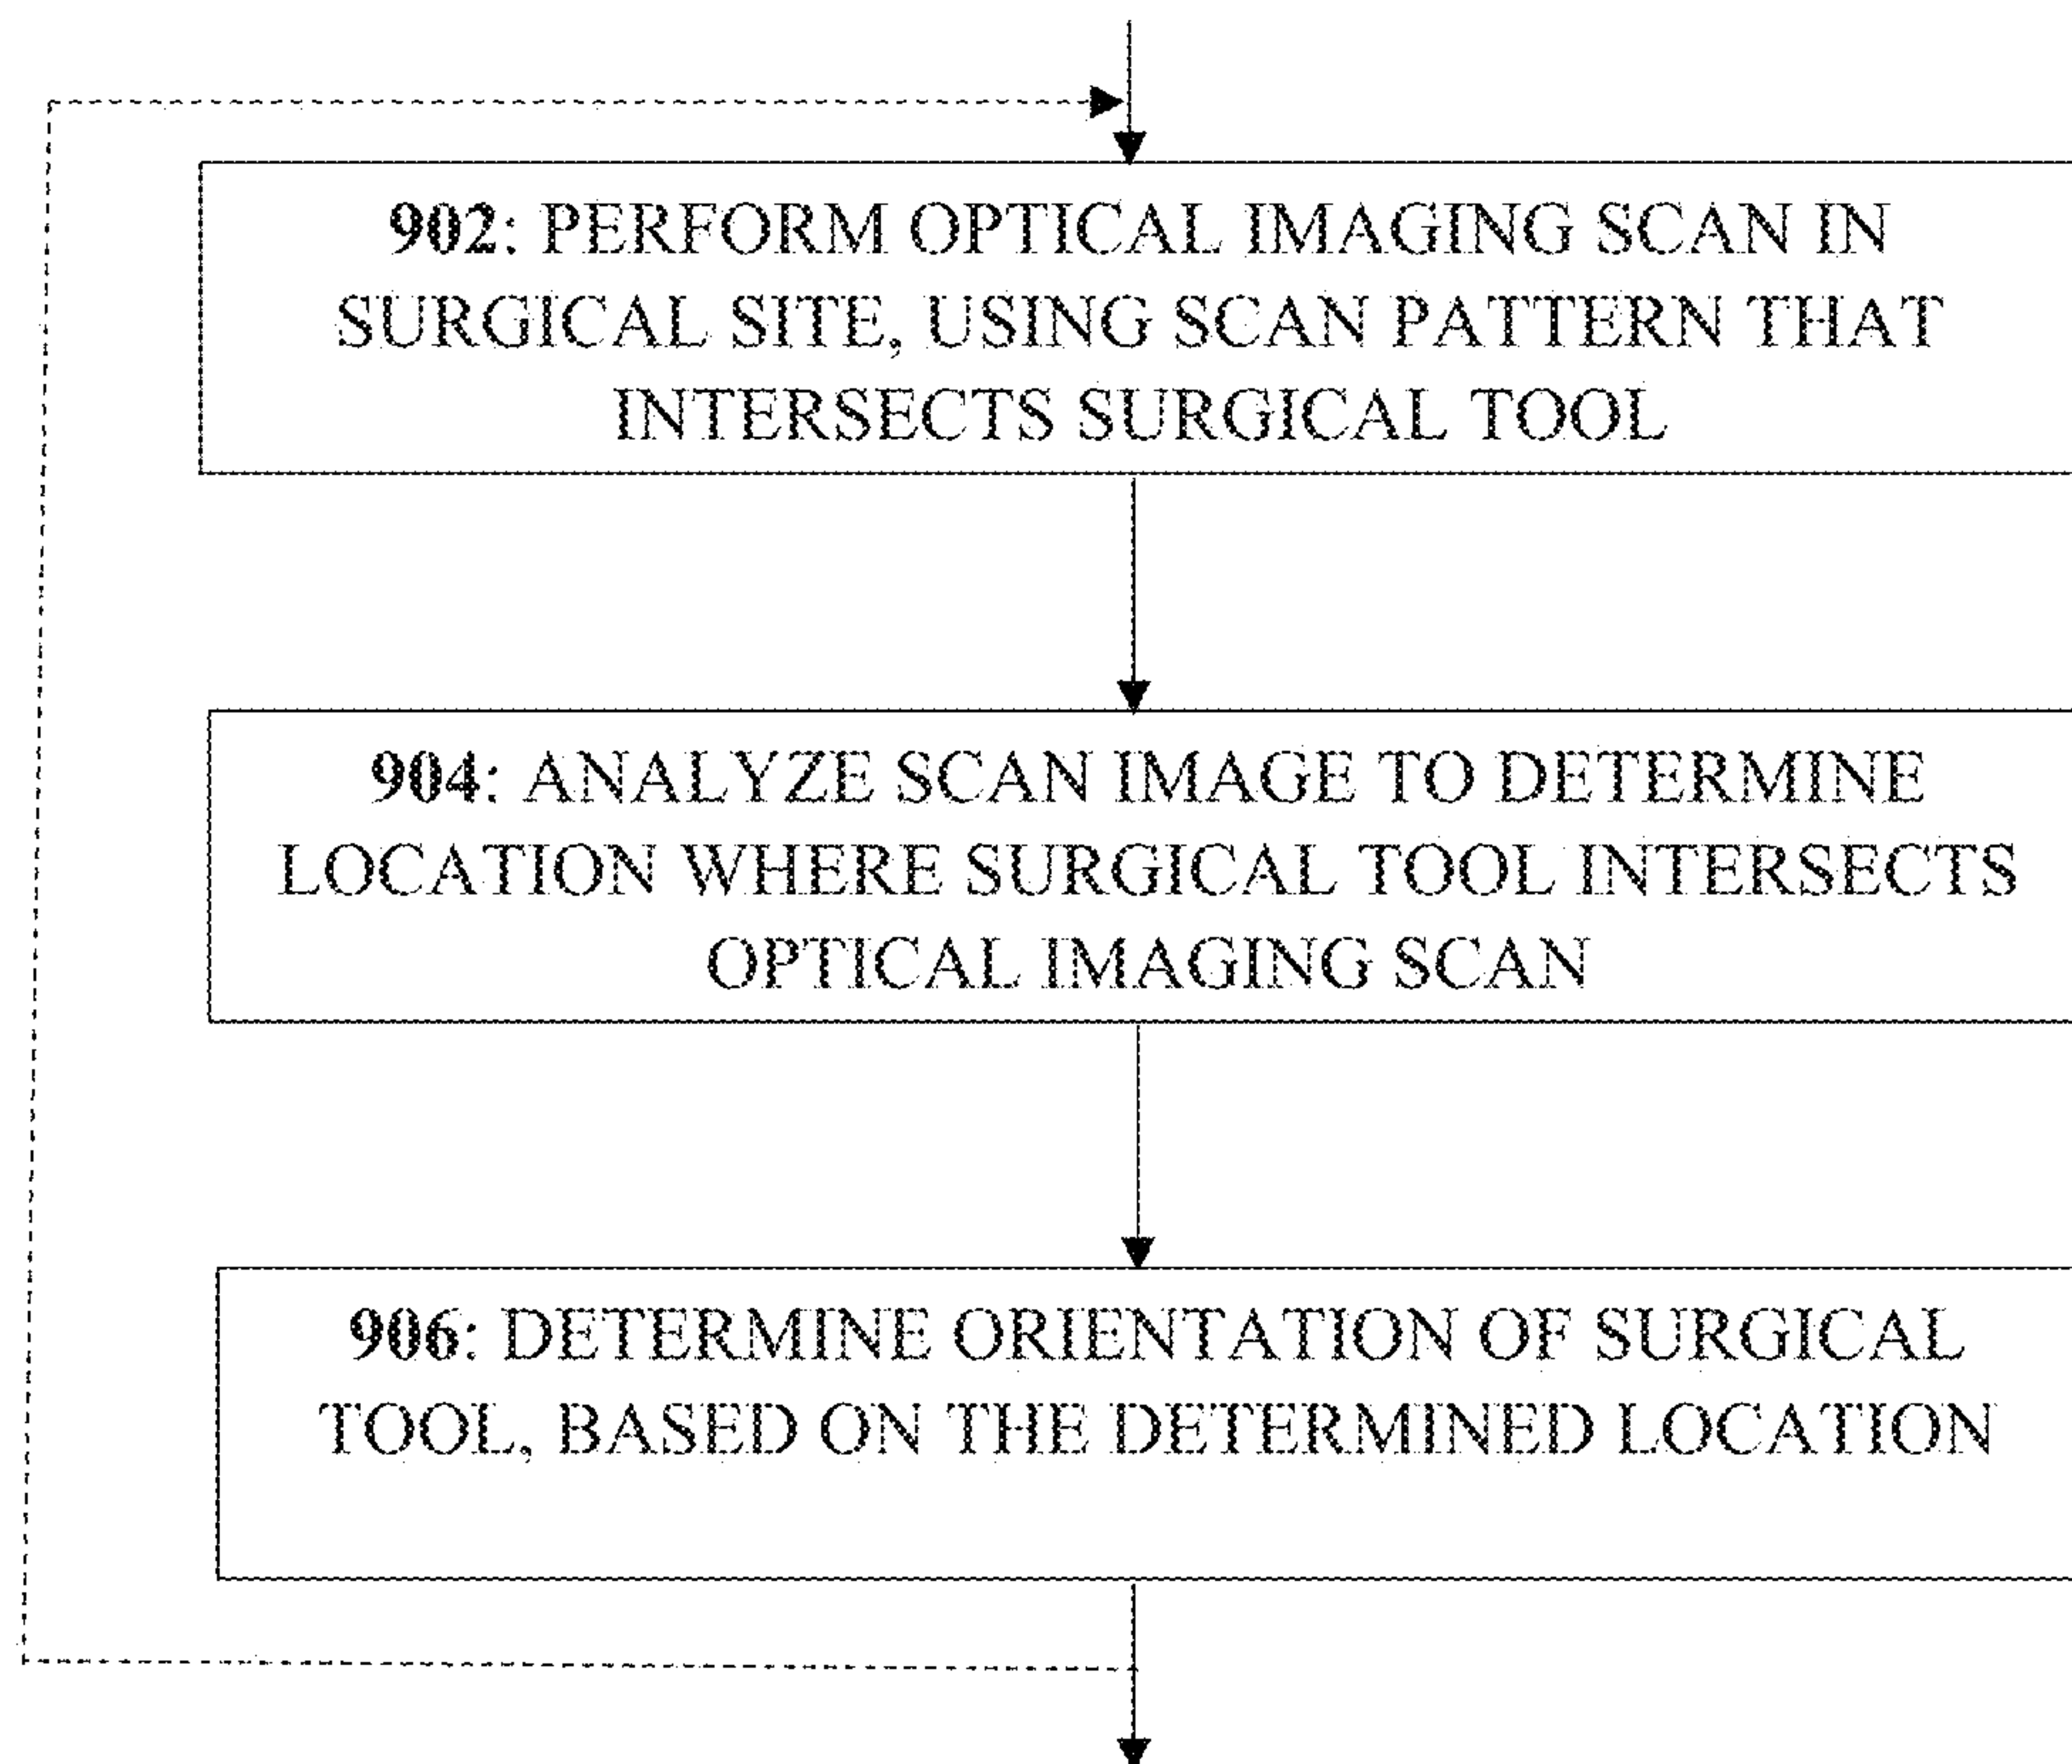 902: PERFORM OPTICAL IMAGING SCAN IN
SURGICAL SITE, USING SCAN PATTERN THAT
INTERSECTS SURGICAL TOOL
904: ANALYZE SCAN IMAGE TO DETERMINE
LOCATION WHERE SURGICAL TOOL INTERSECTS
OPTICAL IMAGING SCAN
906: DETERMINE ORIENTATION OF SURGICAL
TOOL, BASED ON THE DETERMINED LOCATION